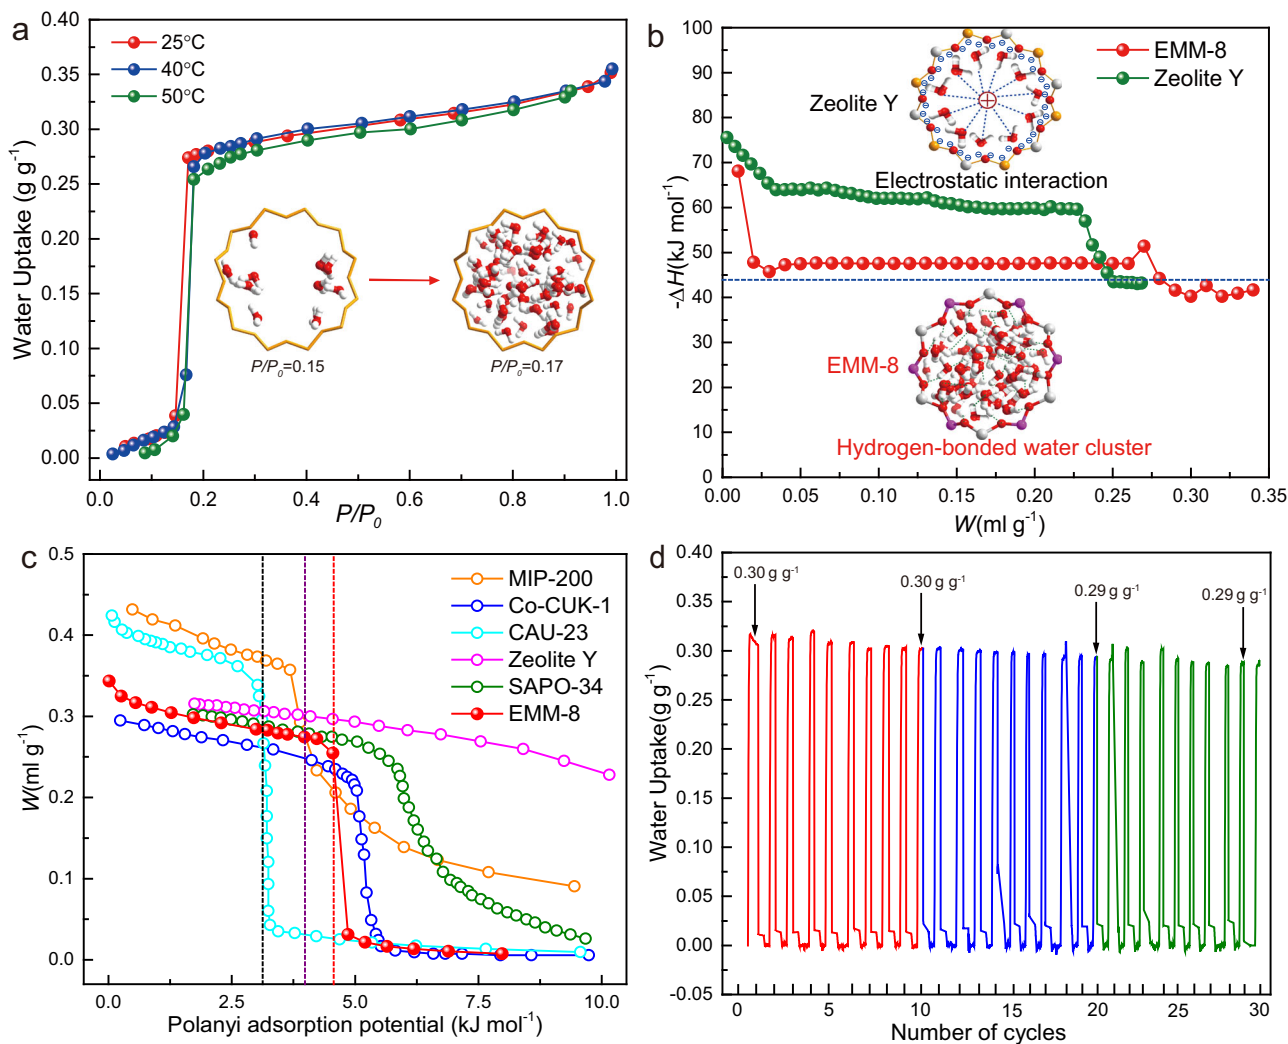 a
25°C
40°C
50°C
Water Uptake (g g⁻¹)
0.40
0.35
0.30
0.25
0.20
0.15
0.10
0.05
0.00
P/P₀=0.15
P/P₀=0.17
0.0 0.2 0.4 0.6 0.8 1.0
P/P₀
b
EMM-8
Zeolite Y
Zeolite Y
Electrostatic interaction
EMM-8
Hydrogen-bonded water cluster
-ΔH(kJ mol⁻¹)
100
90
80
70
60
50
40
30
20
10
0
0.00 0.05 0.10 0.15 0.20 0.25 0.30 0.35
W(ml g⁻¹)
c
MIP-200
Co-CUK-1
CAU-23
Zeolite Y
SAPO-34
EMM-8
W(ml g⁻¹)
0.5
0.4
0.3
0.2
0.1
0.0
0.0 2.5 5.0 7.5 10.0
Polanyi adsorption potential (kJ mol⁻¹)
d
0.30 g g⁻¹
0.30 g g⁻¹
0.29 g g⁻¹
0.29 g g⁻¹
Water Uptake(g g⁻¹)
0.40
0.35
0.30
0.25
0.20
0.15
0.10
0.05
0.00
-0.05
0 5 10 15 20 25 30
Number of cycles